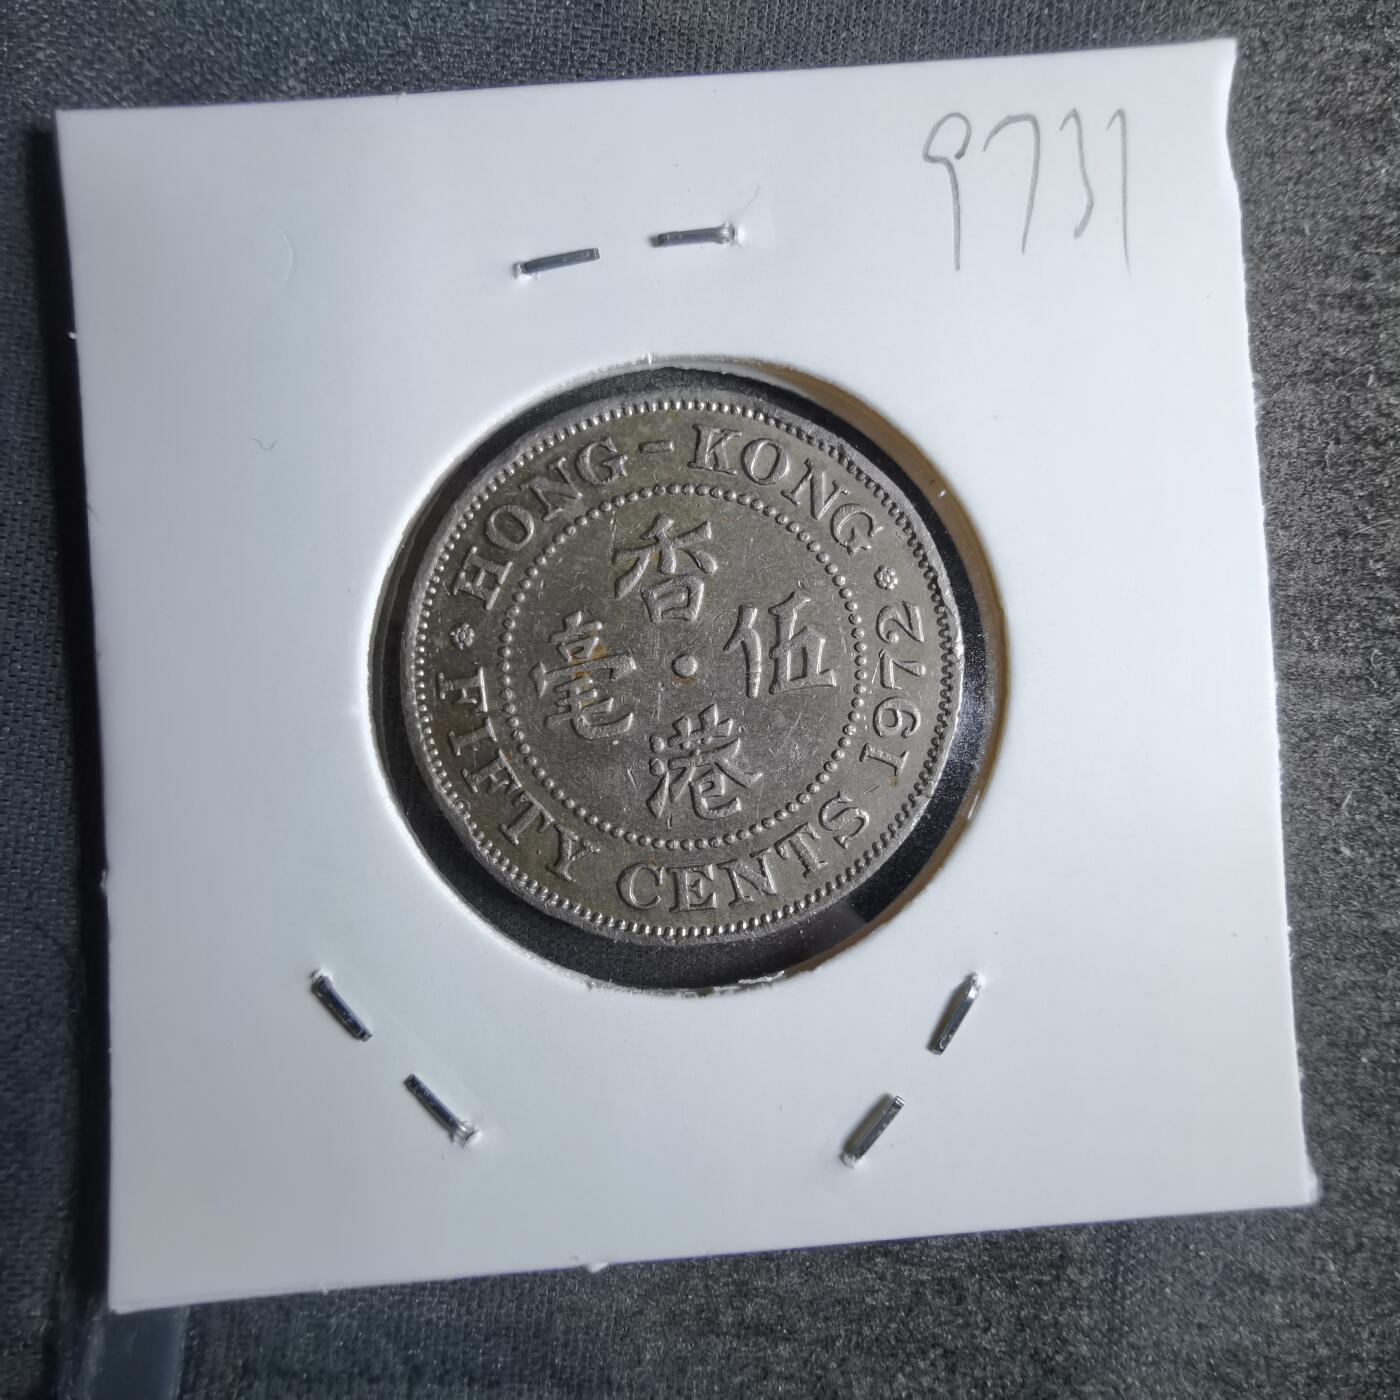 9731
HONG-KONG
香
伍
毫
港
FIFTY CENTS 1972